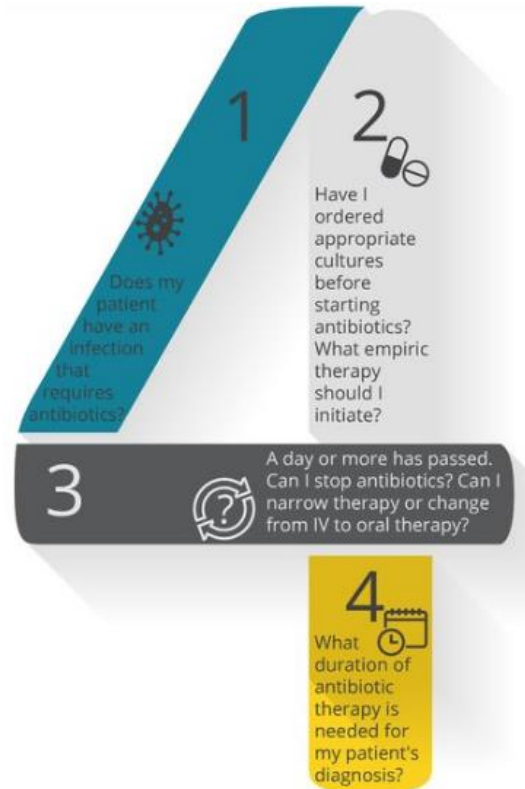 1
Does my
patient
have an
infection
that
requires
antibiotics?
2
Have I
ordered
appropriate
cultures
before
starting
antibiotics?
What empiric
therapy
should I
initiate?
3
?
A day or more has passed.
Can I stop antibiotics? Can I
narrow therapy or change
from IV to oral therapy?
4
What
duration of
antibiotic
therapy is
needed for
my patient's
diagnosis?